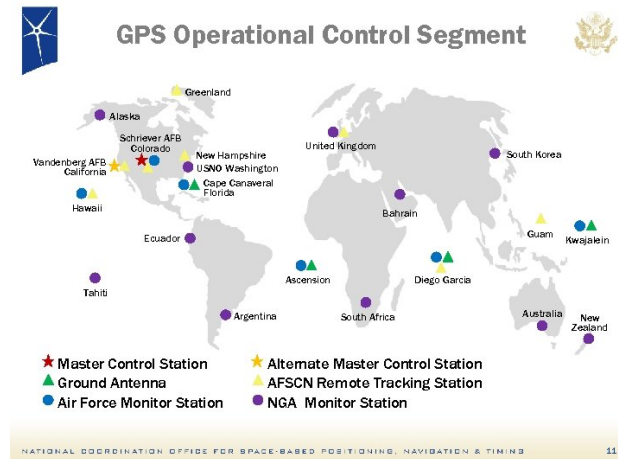 GPS Operational Control Segment
Greenland
Alaska
Schriever AFB
Colorado
Vandenberg AFB
California
New Hampshire
USNO Washington
Cape Canaveral
Florida
Hawaii
United Kingdom
South Korea
Bahrain
Guam
Kwajalein
Ecuador
Tahiti
Ascension
Diego Garcia
Argentina
South Africa
Australia
New
Zealand
Master Control Station
Alternate Master Control Station
Ground Antenna
AFSCN Remote Tracking Station
Air Force Monitor Station
NGA Monitor Station
NATIONAL COORDINATION OFFICE FOR SPACE-BASED POSITIONING, NAVIGATION & TIMING
11